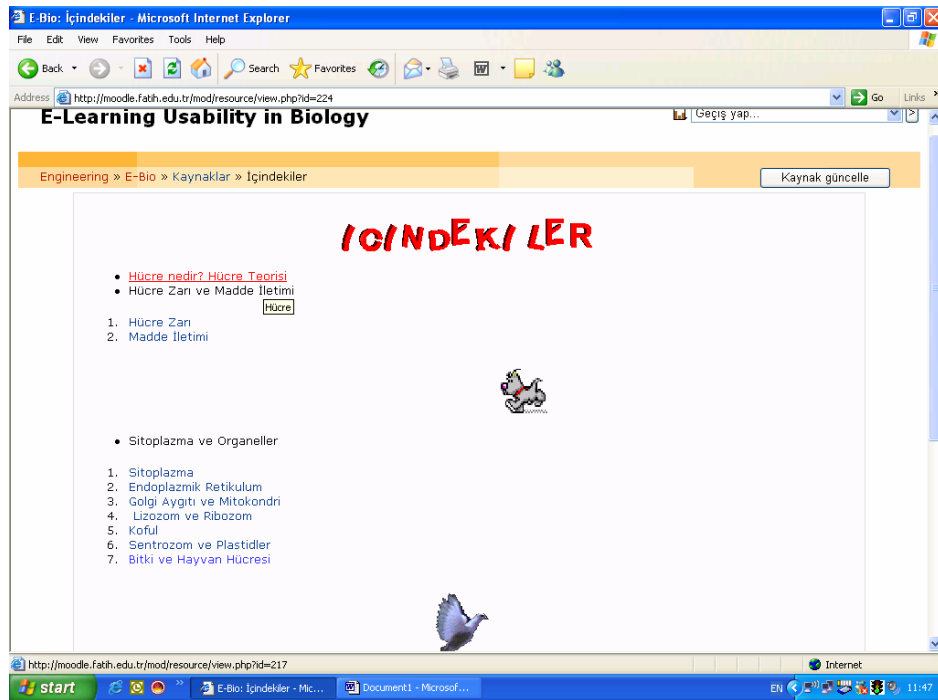 E-Bio: İçindekiler - Microsoft Internet Explorer
File Edit View Favorites Tools Help
Back Search Favorites
Address http://moodle.fatih.edu.tr/mod/resource/view.php?id=224 Go Links
E-Learning Usability in Biology Geçiş yap...
Engineering » E-Bio » Kaynaklar » İçindekiler Kaynak güncelle
ICINDEKILER
• Hücre nedir? Hücre Teorisi
• Hücre Zarı ve Madde İletimi
Hücre
1. Hücre Zarı
2. Madde İletimi
• Sitoplazma ve Organeller
1. Sitoplazma
2. Endoplazmik Retikulum
3. Golgi Aygıtı ve Mitokondri
4. Lizozom ve Ribozom
5. Koful
6. Sentrozom ve Plastidler
7. Bitki ve Hayvan Hücresi
http://moodle.fatih.edu.tr/mod/resource/view.php?id=217 Internet
start E-Bio: İçindekiler - Mic... Document1 - Microsof... EN 11:47